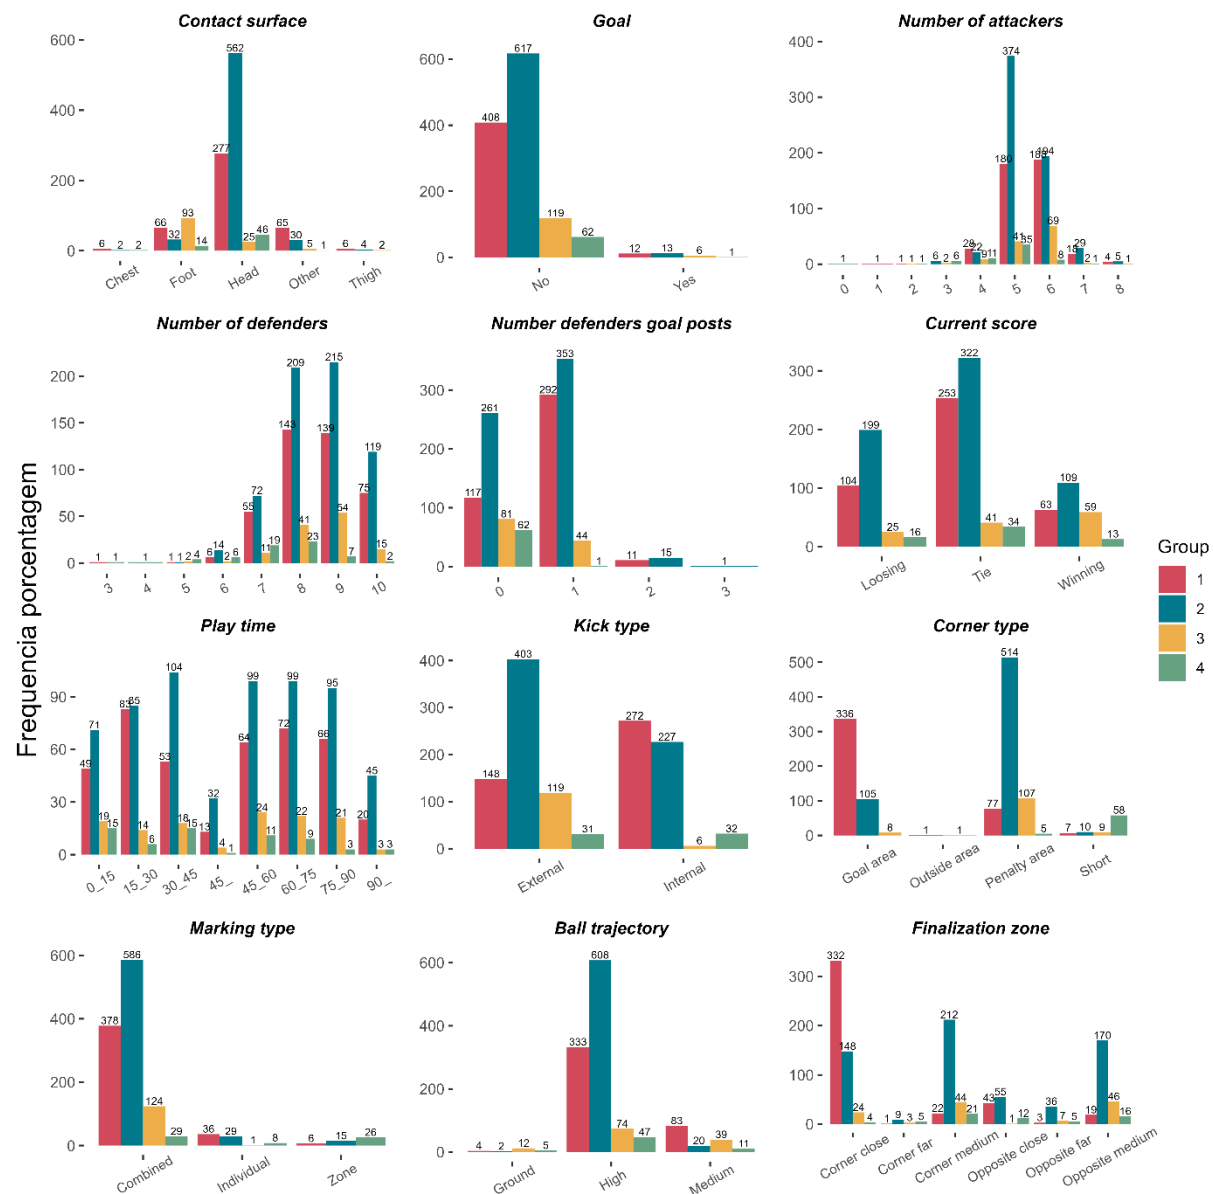 Contact surface
600
400
200
0
6 2 2 66 32 93 14 277 562 25 46 65 30 5 1 6 4 2
Chest Foot Head Other Thigh
Goal
600
400
200
0
408 617 119 62 12 13 6 1
No Yes
Number of attackers
400
300
200
100
0
1 1 1 1 1 6 2 6 28 22 9 11 180 374 41 35 194 69 8 18 29 2 1 4 5 1
0 1 2 3 4 5 6 7 8
Number of defenders
200
150
100
50
0
1 1 1 1 1 2 4 6 14 2 6 55 72 11 19 143 209 41 23 139 215 54 7 75 119 15 2
3 4 5 6 7 8 9 10
Number defenders goal posts
300
200
100
0
117 261 81 62 292 353 44 1 11 15 1
0 1 2 3
Current score
300
200
100
0
104 199 25 16 253 322 41 34 63 109 59 13
Loosing Tie Winning
Frequencia porcentagem
Play time
90
60
30
0
49 71 19 15 83 85 14 6 53 104 18 15 13 32 4 1 64 99 24 11 72 99 22 9 66 95 21 3 20 45 3 3
0_15 15_30 30_45 45_ 45_60 60_75 75_90 90_
Kick type
400
300
200
100
0
148 403 119 31 272 227 6 32
External Internal
Corner type
500
400
300
200
100
0
336 105 8 1 1 77 514 107 5 7 10 9 58
Goal area Outside area Penalty area Short
Group
1
2
3
4
Marking type
600
400
200
0
378 586 124 29 36 29 1 8 6 15 26
Combined Individual Zone
Ball trajectory
600
400
200
0
4 2 12 5 333 608 74 47 83 20 39 11
Ground High Medium
Finalization zone
300
200
100
0
332 148 24 4 1 9 3 5 22 212 44 21 43 55 1 12 3 36 7 5 19 170 46 16
Corner close Corner far Corner medium Opposite close Opposite far Opposite medium